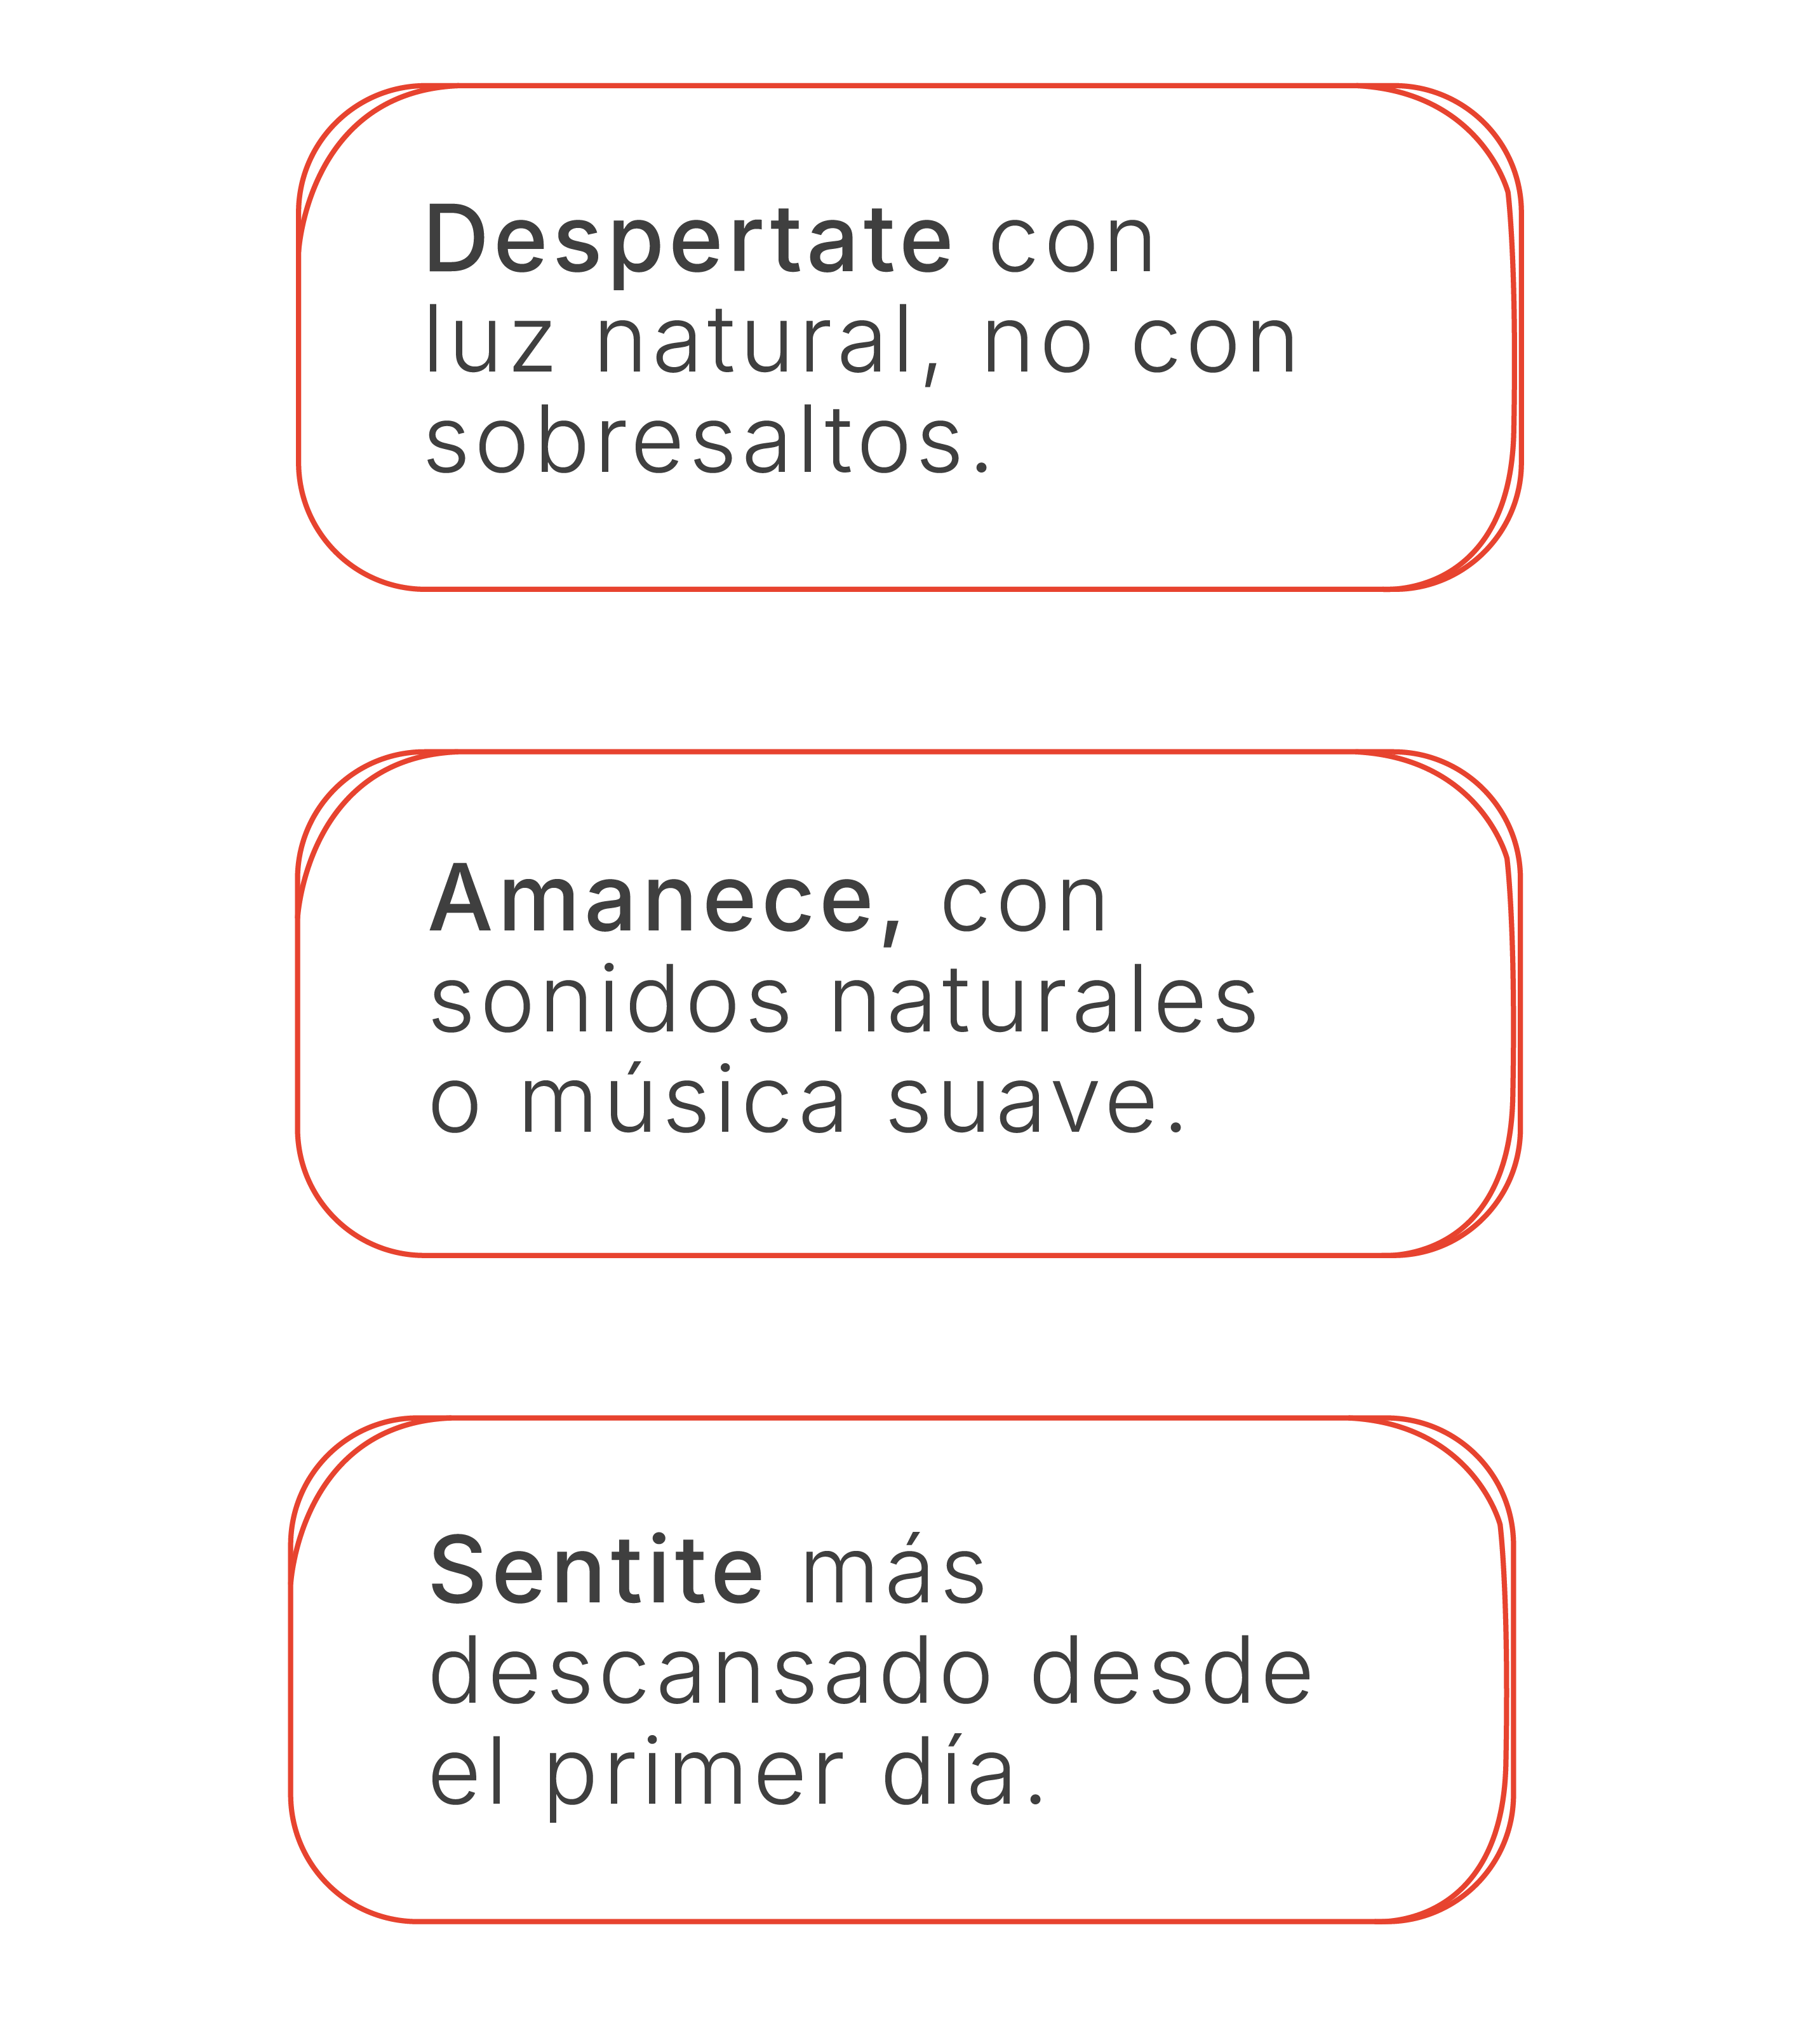 Despertate con
luz natural, no con
sobresaltos.
Amanece, con
sonidos naturales
o música suave.
Sentite más
descansado desde
el primer día.